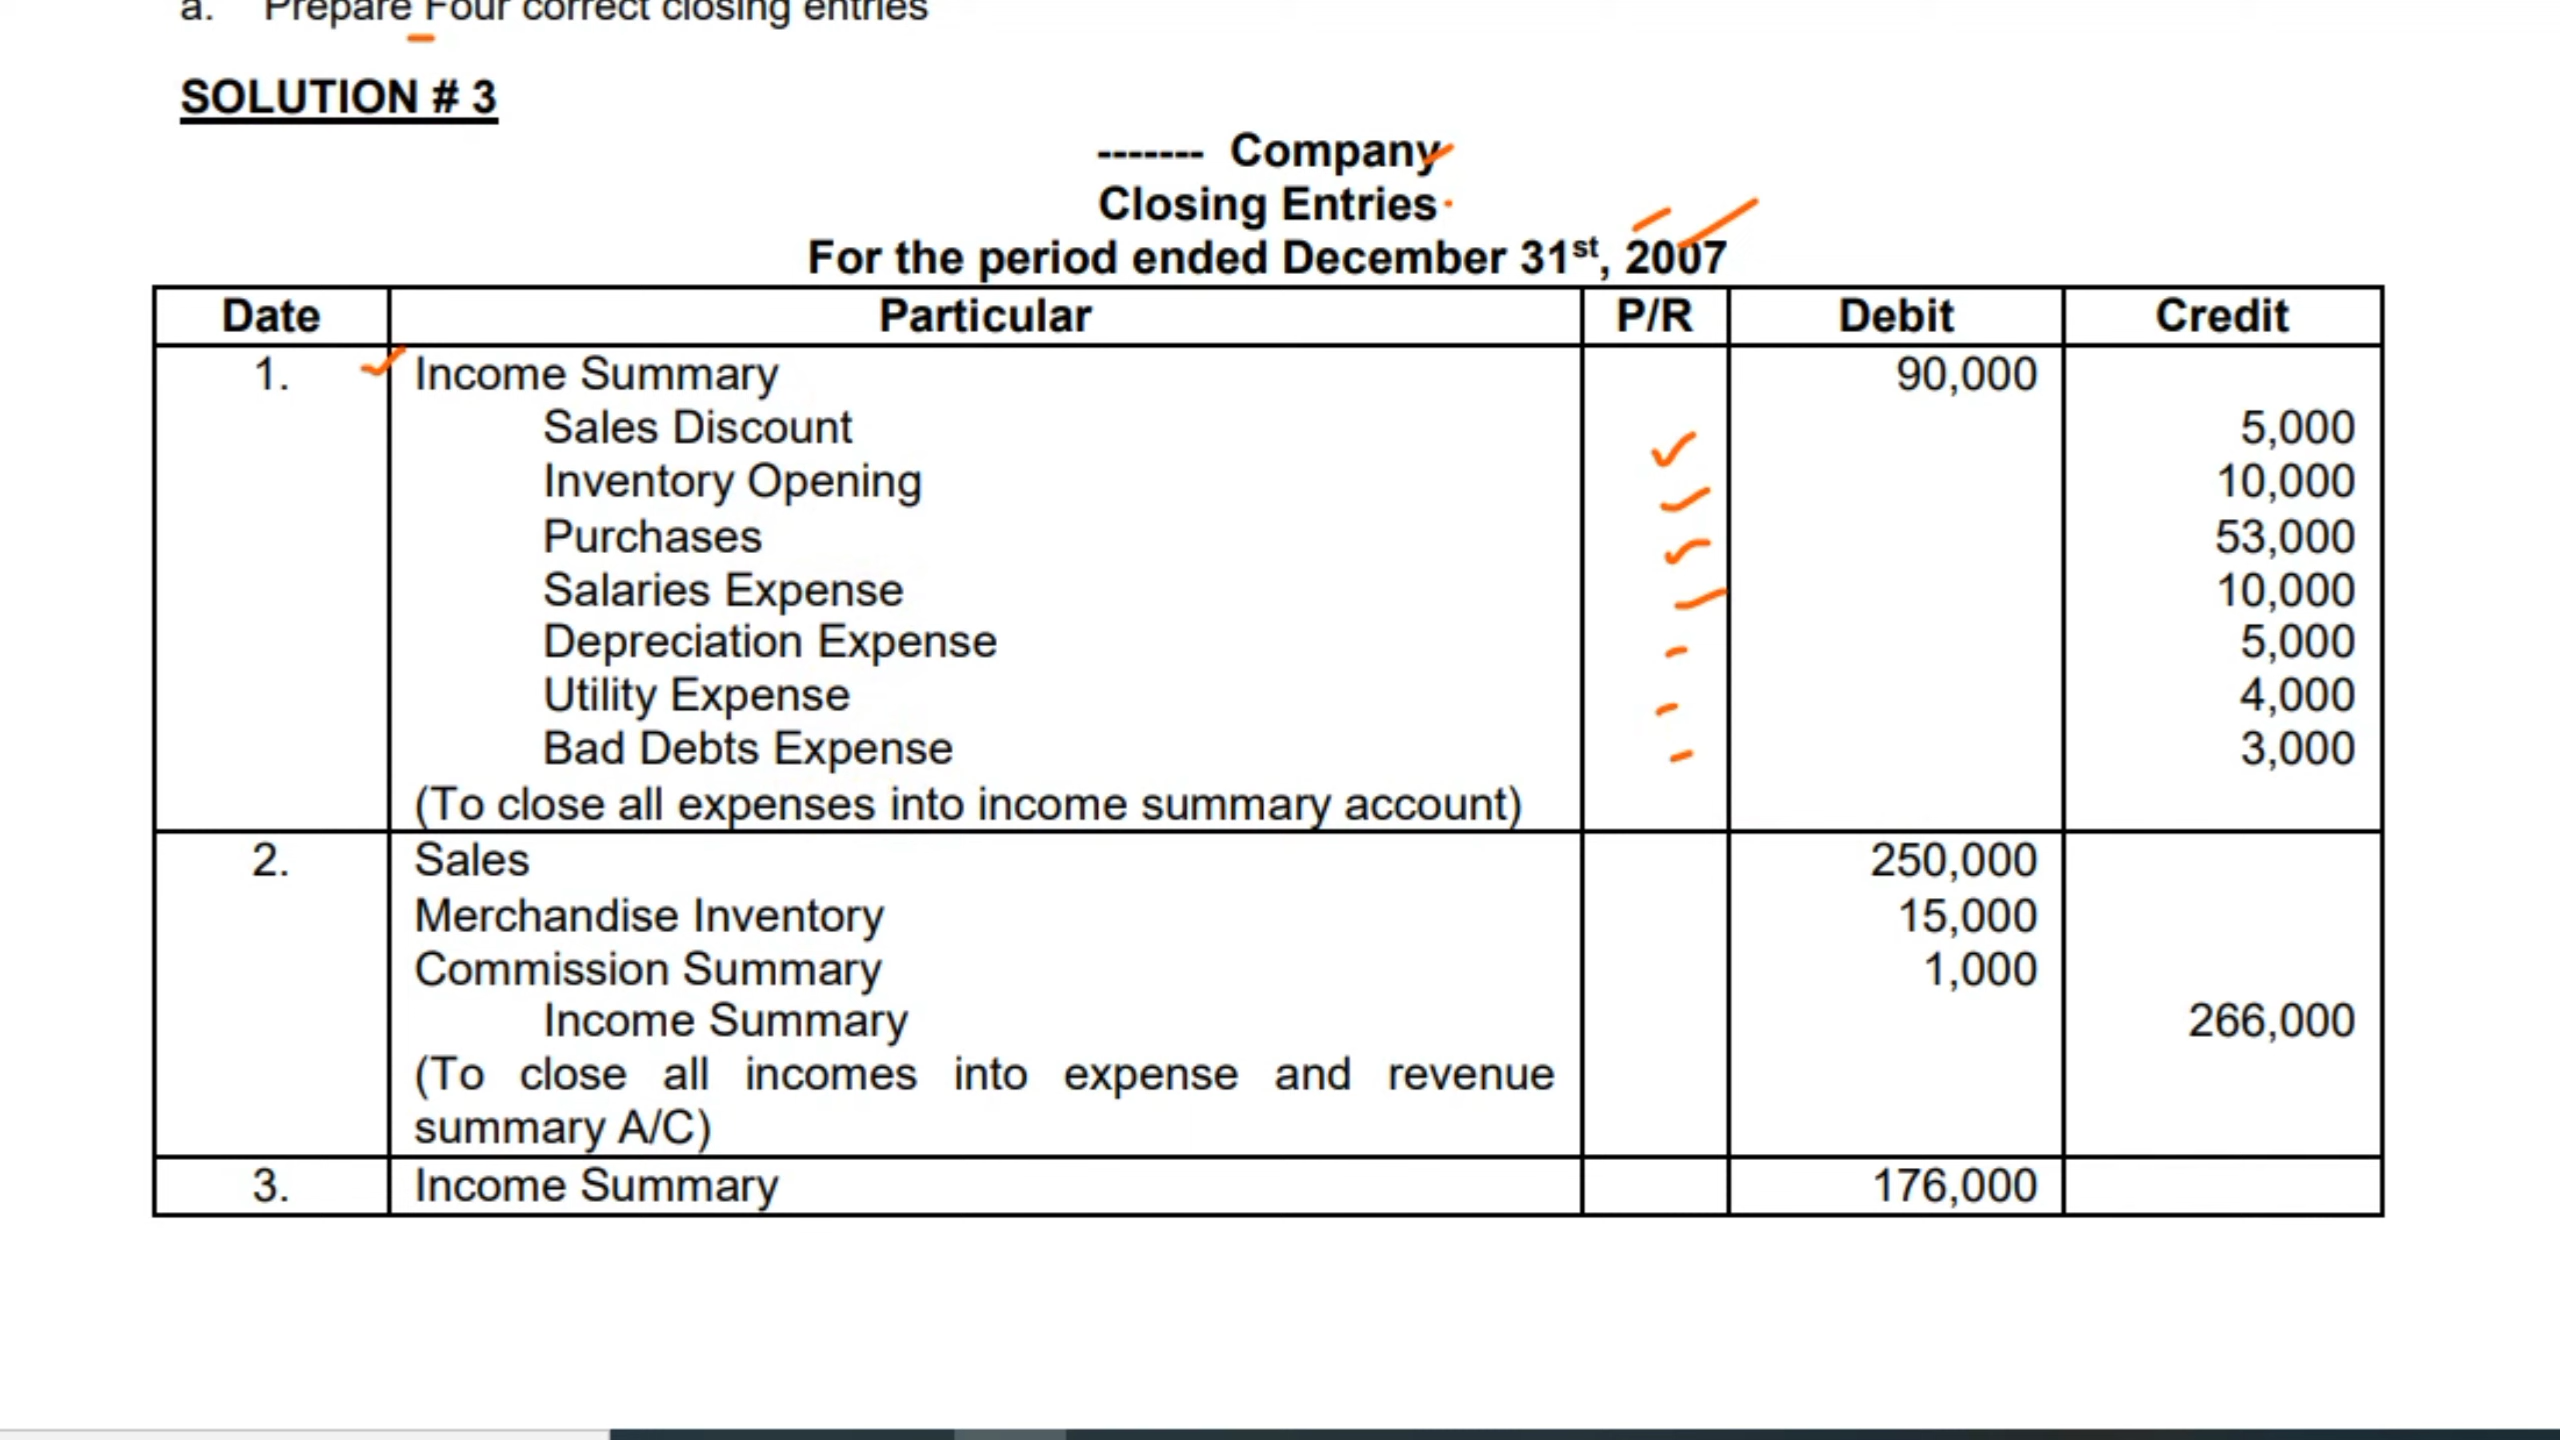 a. Prepare Four correct closing entries
SOLUTION # 3
------- Company
Closing Entries
For the period ended December 31st, 2007
Date Particular P/R Debit Credit
1. Income Summary 90,000
Sales Discount 5,000
Inventory Opening 10,000
Purchases 53,000
Salaries Expense 10,000
Depreciation Expense 5,000
Utility Expense 4,000
Bad Debts Expense 3,000
(To close all expenses into income summary account)
2. Sales 250,000
Merchandise Inventory 15,000
Commission Summary 1,000
Income Summary 266,000
(To close all incomes into expense and revenue
summary A/C)
3. Income Summary 176,000